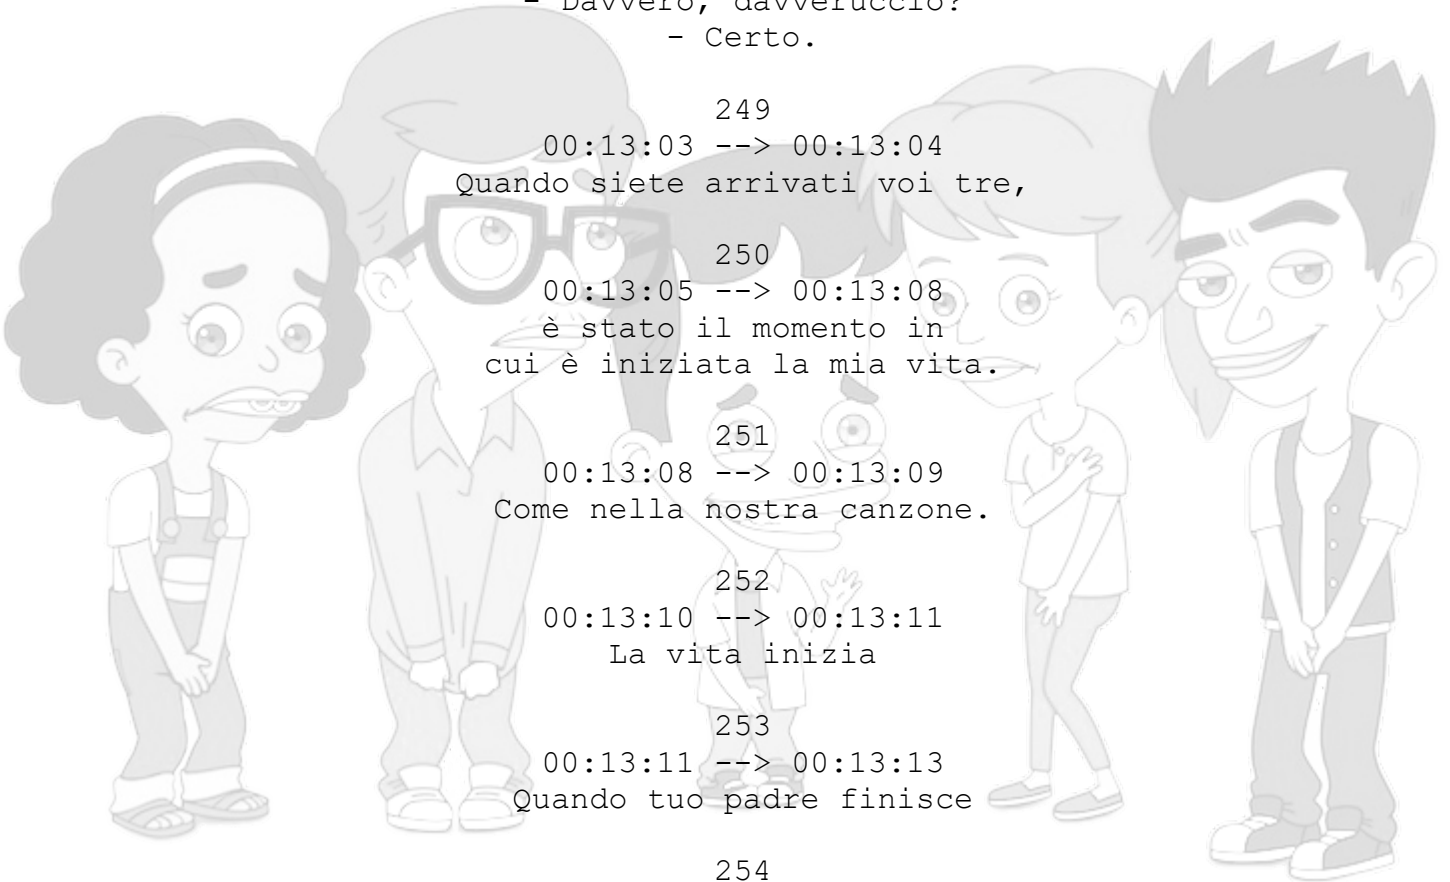 - Davvero, davveruccio?
- Certo.
249
00:13:03 --> 00:13:04
Quando siete arrivati voi tre,
250
00:13:05 --> 00:13:08
è stato il momento in
cui è iniziata la mia vita.
251
00:13:08 --> 00:13:09
Come nella nostra canzone.
252
00:13:10 --> 00:13:11
La vita inizia
253
00:13:11 --> 00:13:13
Quando tuo padre finisce
254